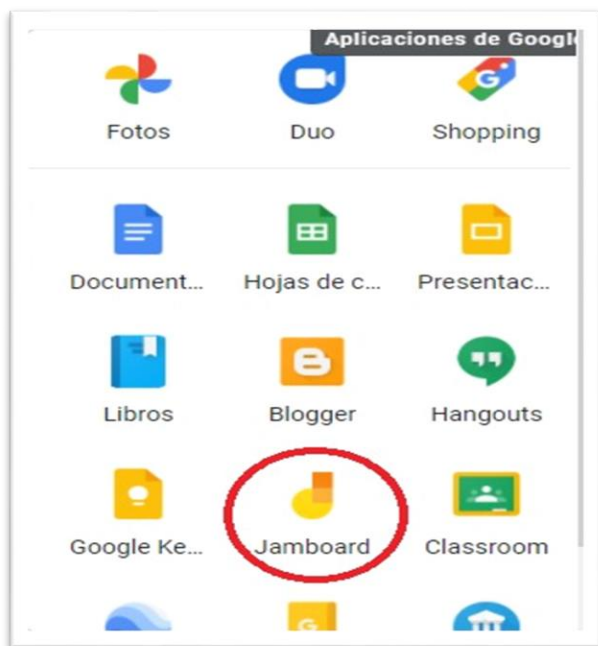 Aplicaciones de Googl
Fotos Duo Shopping
Document... Hojas de c... Presentac...
Libros Blogger Hangouts
Google Ke... Jamboard Classroom